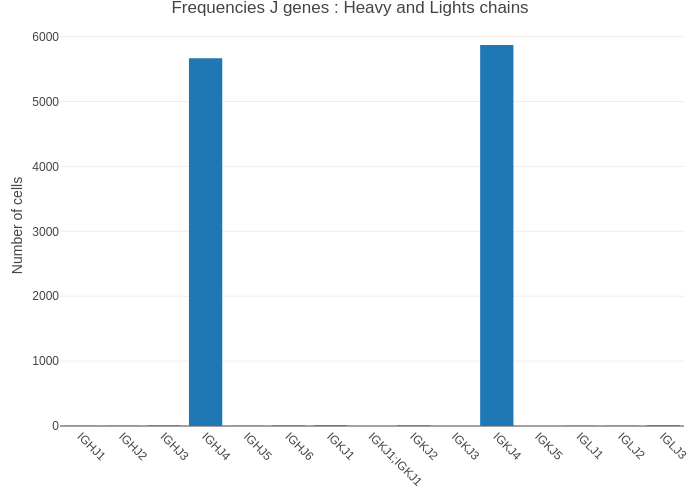 Frequencies J genes : Heavy and Lights chains
Number of cells
6000
5000
4000
3000
2000
1000
0
IGHJ1
IGHJ2
IGHJ3
IGHJ4
IGHJ5
IGHJ6
IGKJ1
IGKJ1;IGKJ1
IGKJ2
IGKJ3
IGKJ4
IGKJ5
IGLJ1
IGLJ2
IGLJ3